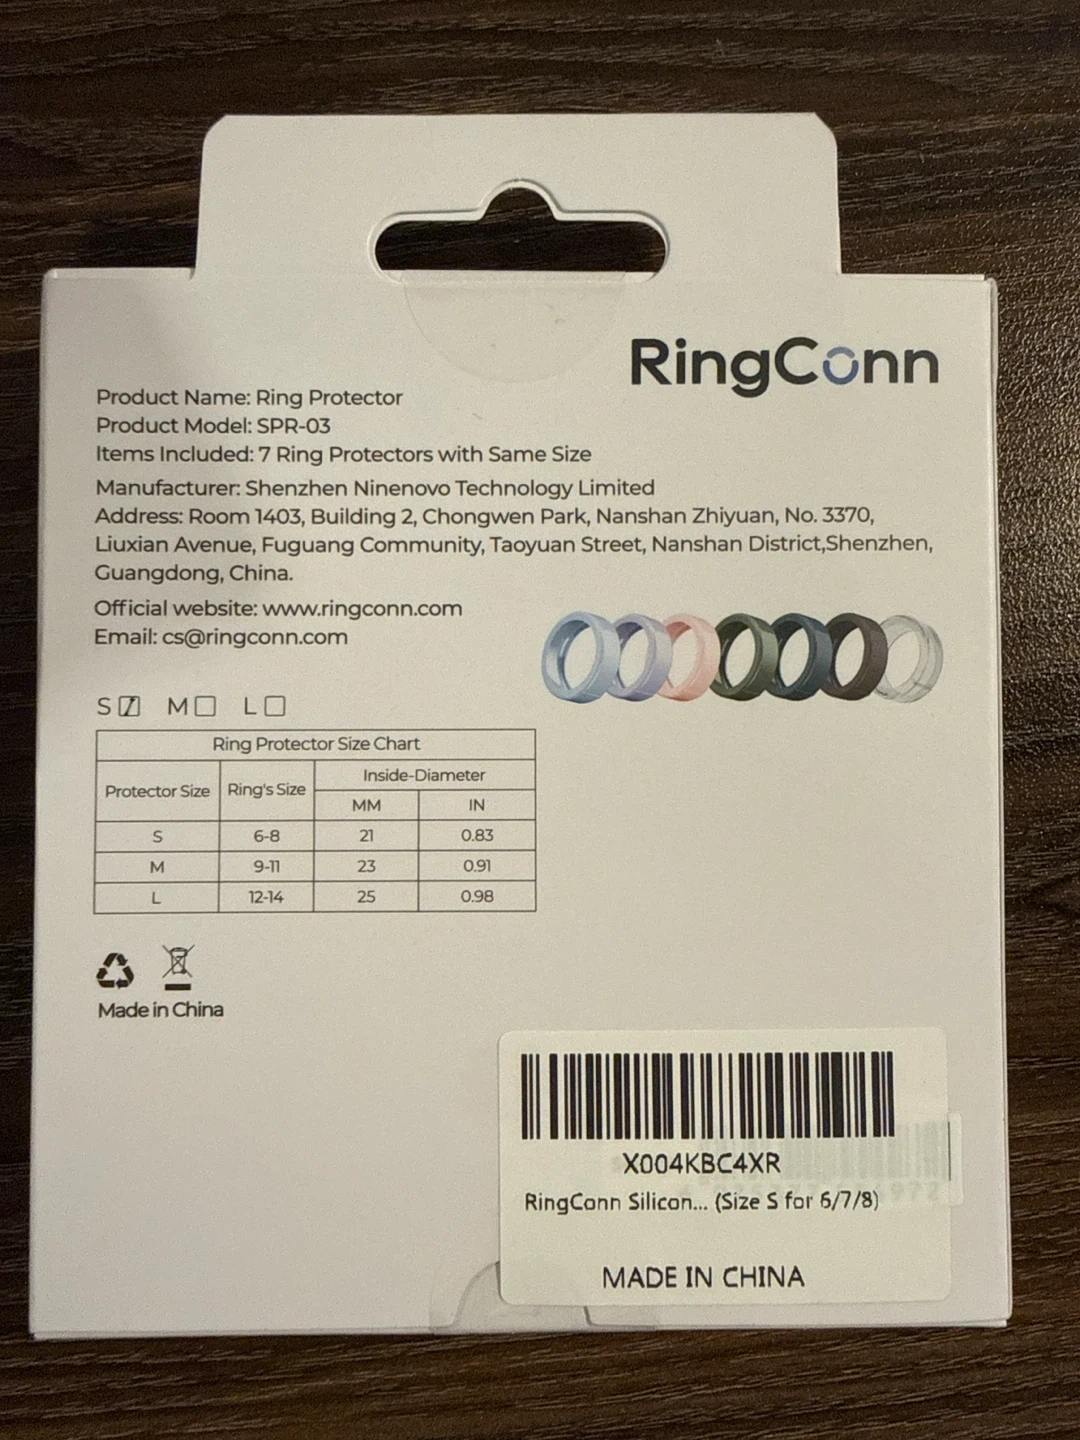 RingConn
Product Name: Ring Protector
Product Model: SPR-03
Items Included: 7 Ring Protectors with Same Size
Manufacturer: Shenzhen Ninenovo Technology Limited
Address: Room 1403, Building 2, Chongwen Park, Nanshan Zhiyuan, No. 3370,
Liuxian Avenue, Fuguang Community, Taoyuan Street, Nanshan District,Shenzhen,
Guangdong, China.
Official website: www.ringconn.com
Email: cs@ringconn.com
S M L
Ring Protector Size Chart
Protector Size Ring's Size Inside-Diameter
MM IN
S 6-8 21 0.83
M 9-11 23 0.91
L 12-14 25 0.98
Made in China
X004KBC4XR
RingConn Silicon... (Size S for 6/7/8)
MADE IN CHINA